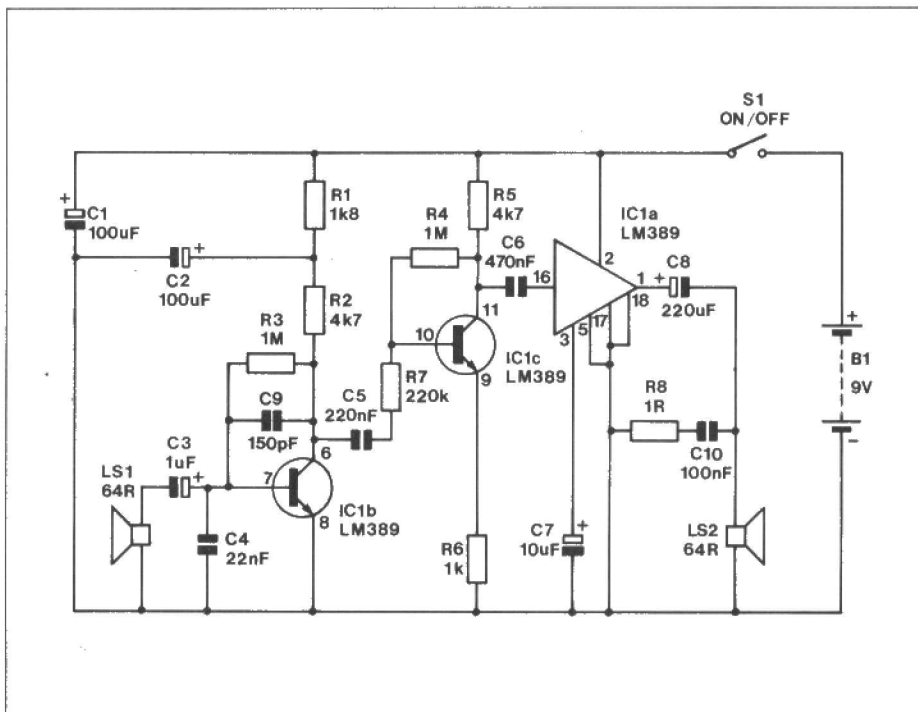 S1
ON/OFF
+
C1
100uF
C2
100uF
+
R1
1k8
R2
4k7
R3
1M
C9
150pF
C3
1uF
+
LS1
64R
C4
22nF
7
6
8
IC1b
LM389
C5
220nF
R4
1M
R7
220k
R5
4k7
C6
470nF
10
11
9
IC1c
LM389
R6
1k
IC1a
LM389
16
2
1
18
17
5
3
+
C8
220uF
R8
1R
C10
100nF
C7
10uF
+
LS2
64R
+
B1
9V
−